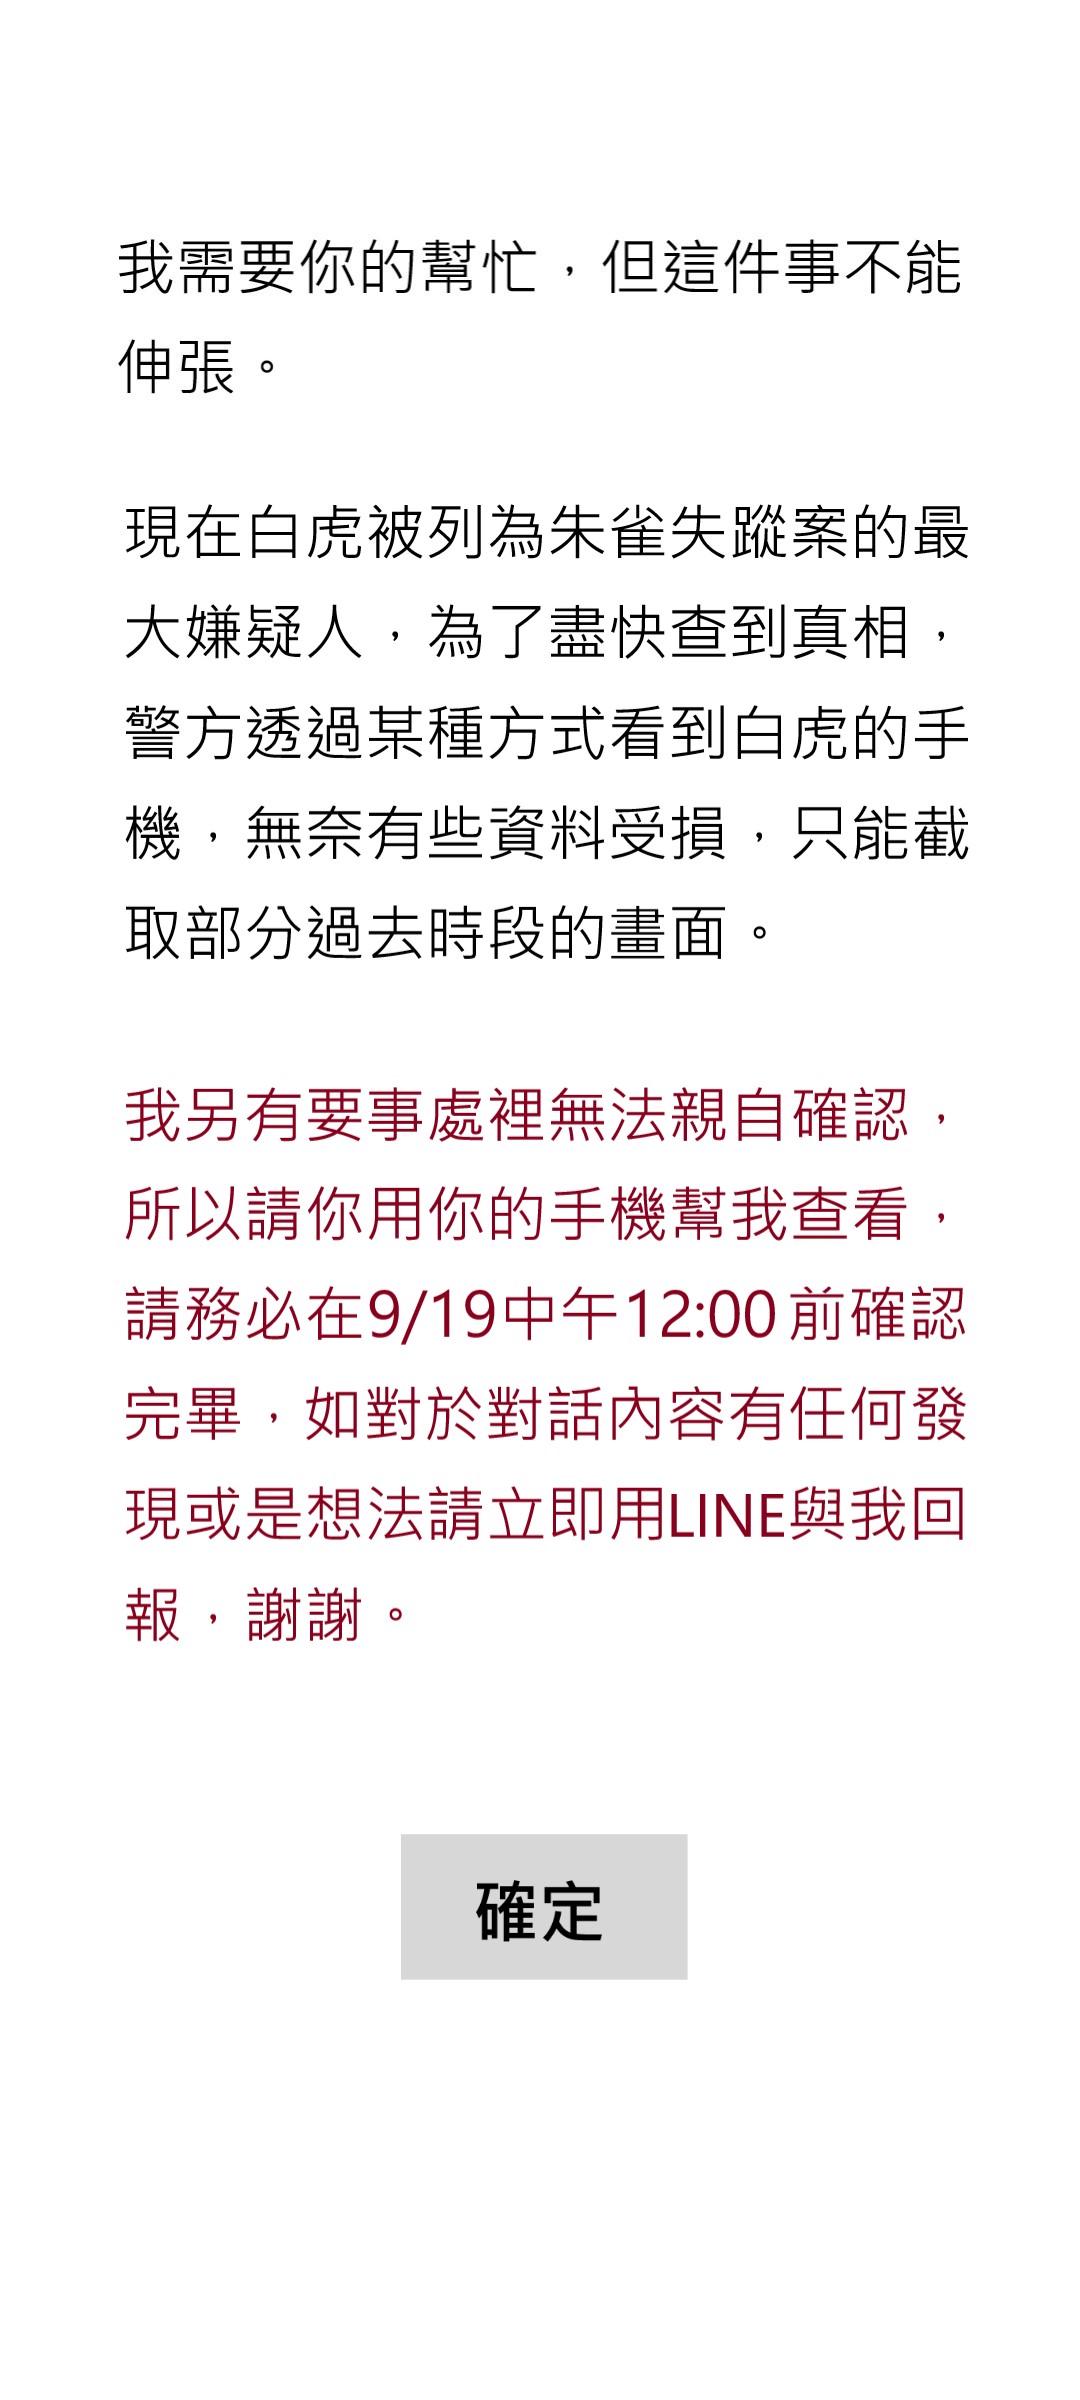 我需要你的幫忙，但這件事不能
伸張。
現在白虎被列為朱雀失蹤案的最
大嫌疑人，為了盡快查到真相，
警方透過某種方式看到白虎的手
機，無奈有些資料受損，只能截
取部分過去時段的畫面。
我另有要事處裡無法親自確認，
所以請你用你的手機幫我查看，
請務必在9/19中午12:00前確認
完畢，如對於對話內容有任何發
現或是想法請立即用LINE與我回
報，謝謝。
確定